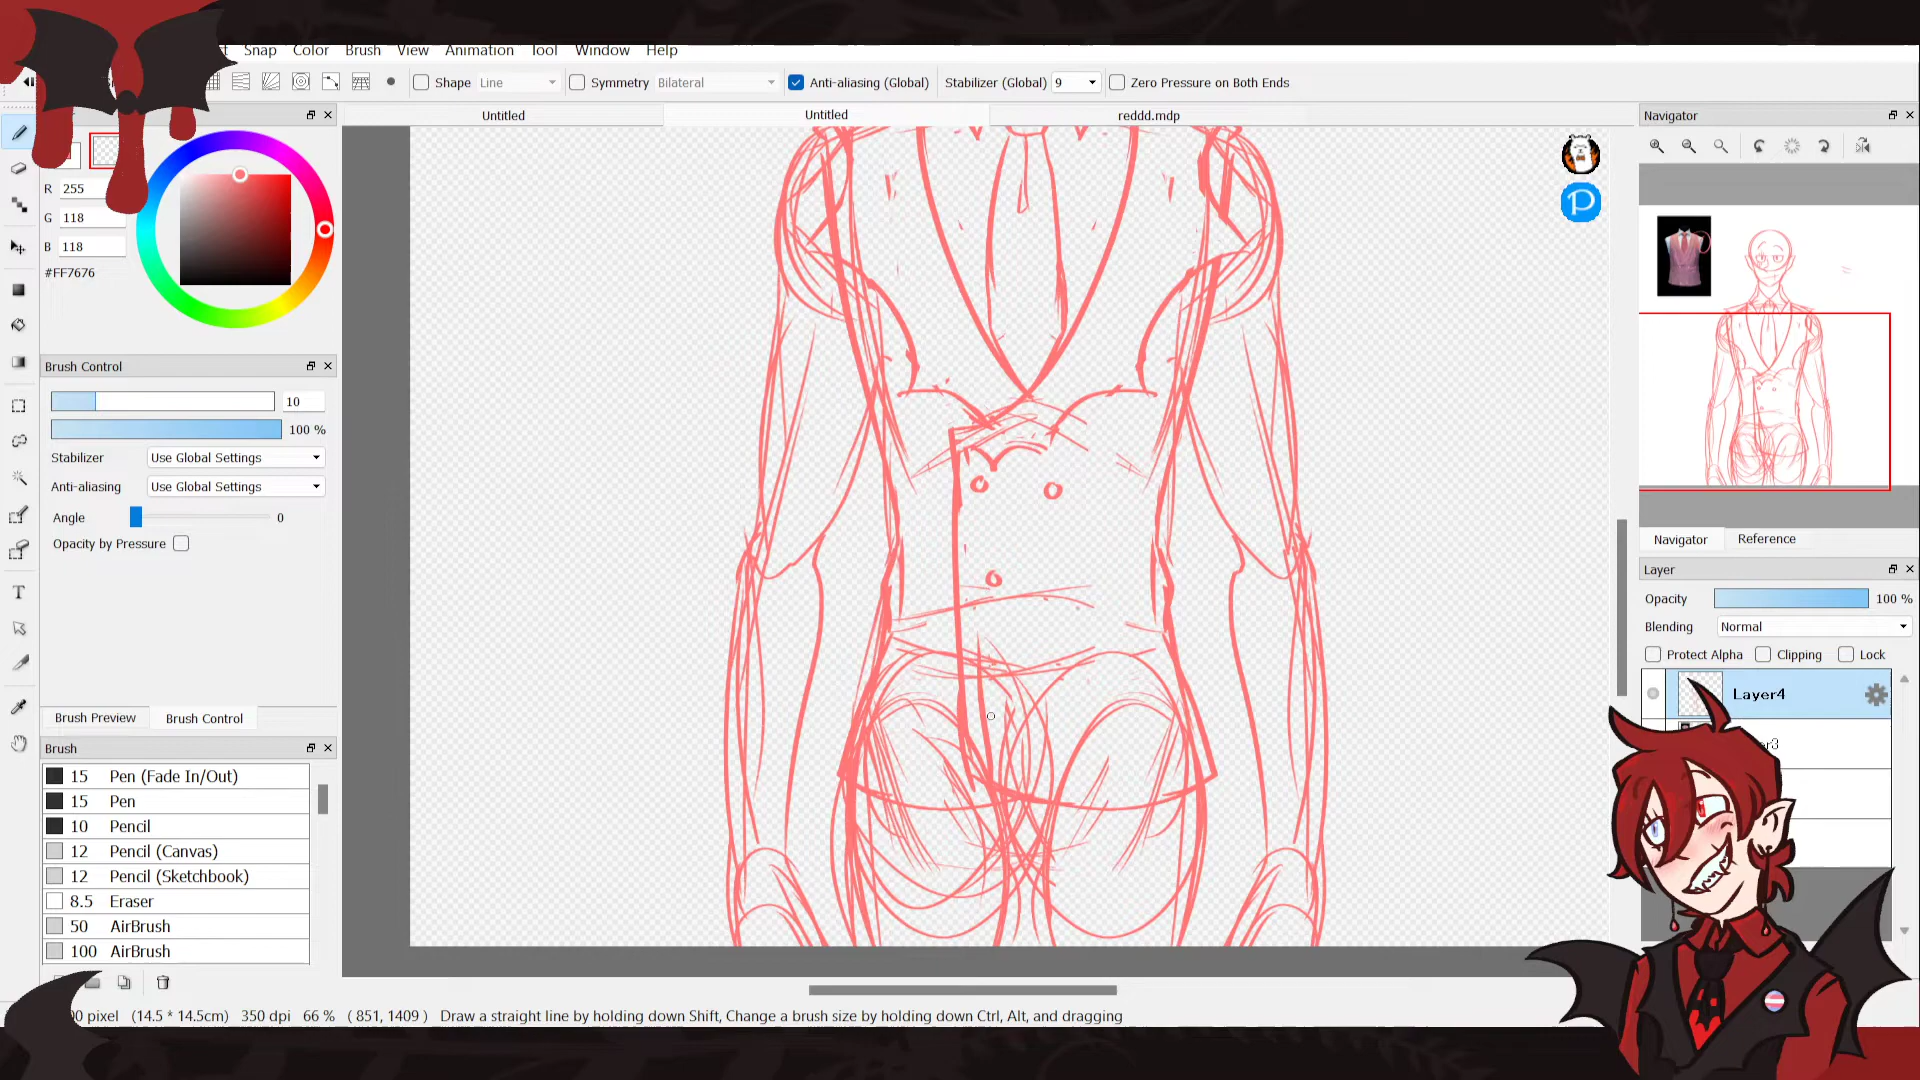 Snap Color Brush View Animation Tool Window Help
Shape Line Symmetry Bilateral Anti-aliasing (Global) Stabilizer (Global) 9 Zero Pressure on Both Ends
Untitled Untitled reddd.mdp
R 255
G 118
B 118
#FF7676
Brush Control
10
100 %
Stabilizer Use Global Settings
Anti-aliasing Use Global Settings
Angle 0
Opacity by Pressure
Brush Preview Brush Control
Brush
15 Pen (Fade In/Out)
15 Pen
10 Pencil
12 Pencil (Canvas)
12 Pencil (Sketchbook)
8.5 Eraser
50 AirBrush
100 AirBrush
pixel (14.5 * 14.5cm) 350 dpi 66 % ( 851, 1409 ) Draw a straight line by holding down Shift, Change a brush size by holding down Ctrl, Alt, and dragging
Navigator
Navigator Reference
Layer
Opacity 100 %
Blending Normal
Protect Alpha Clipping Lock
Layer4